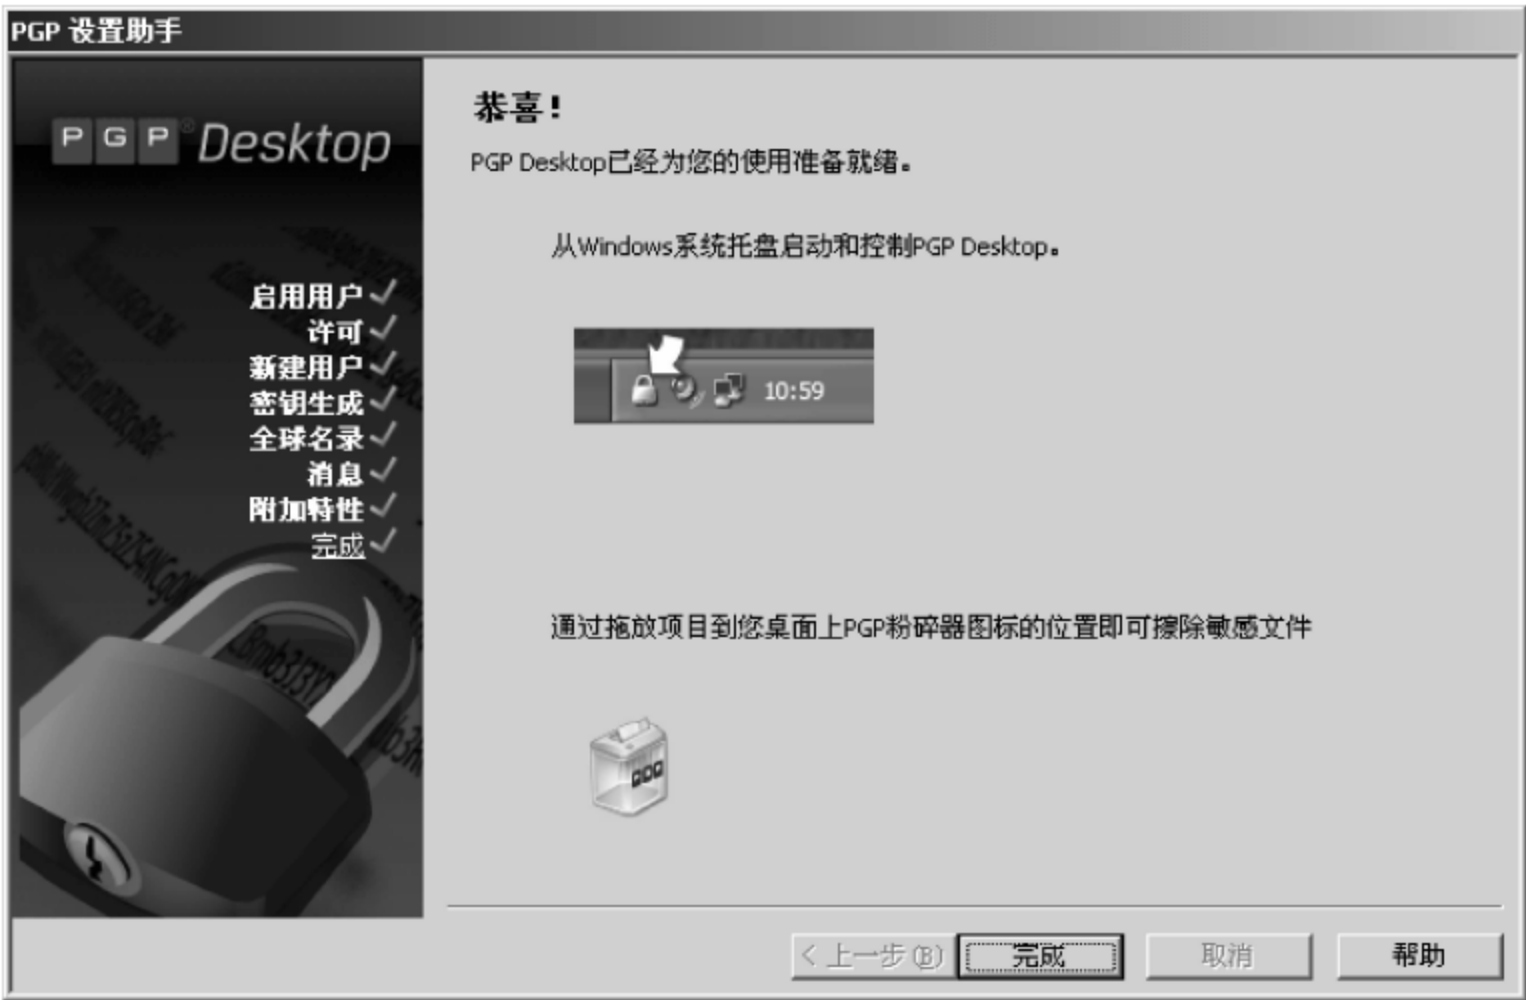 PGP 设置助手
PGP® Desktop
启用用户
许可
新建用户
密钥生成
全球名录
消息
附加特性
完成
恭喜!
PGP Desktop已经为您的使用准备就绪。
从Windows系统托盘启动和控制PGP Desktop。
10:59
通过拖放项目到您桌面上PGP粉碎器图标的位置即可擦除敏感文件
PGP
< 上一步(B)
完成
取消
帮助